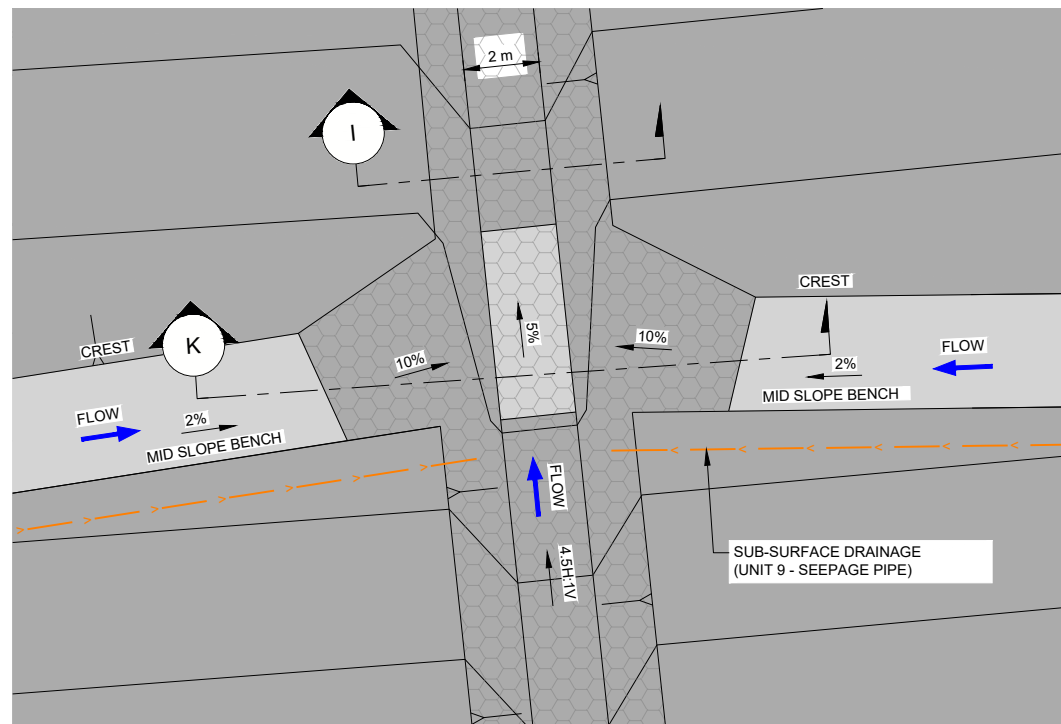 2 m
I
CREST
CREST
K
5%
10%
10%
FLOW
2%
MID SLOPE BENCH
FLOW
2%
MID SLOPE BENCH
FLOW
4.5H:1V
SUB-SURFACE DRAINAGE
(UNIT 9 - SEEPAGE PIPE)